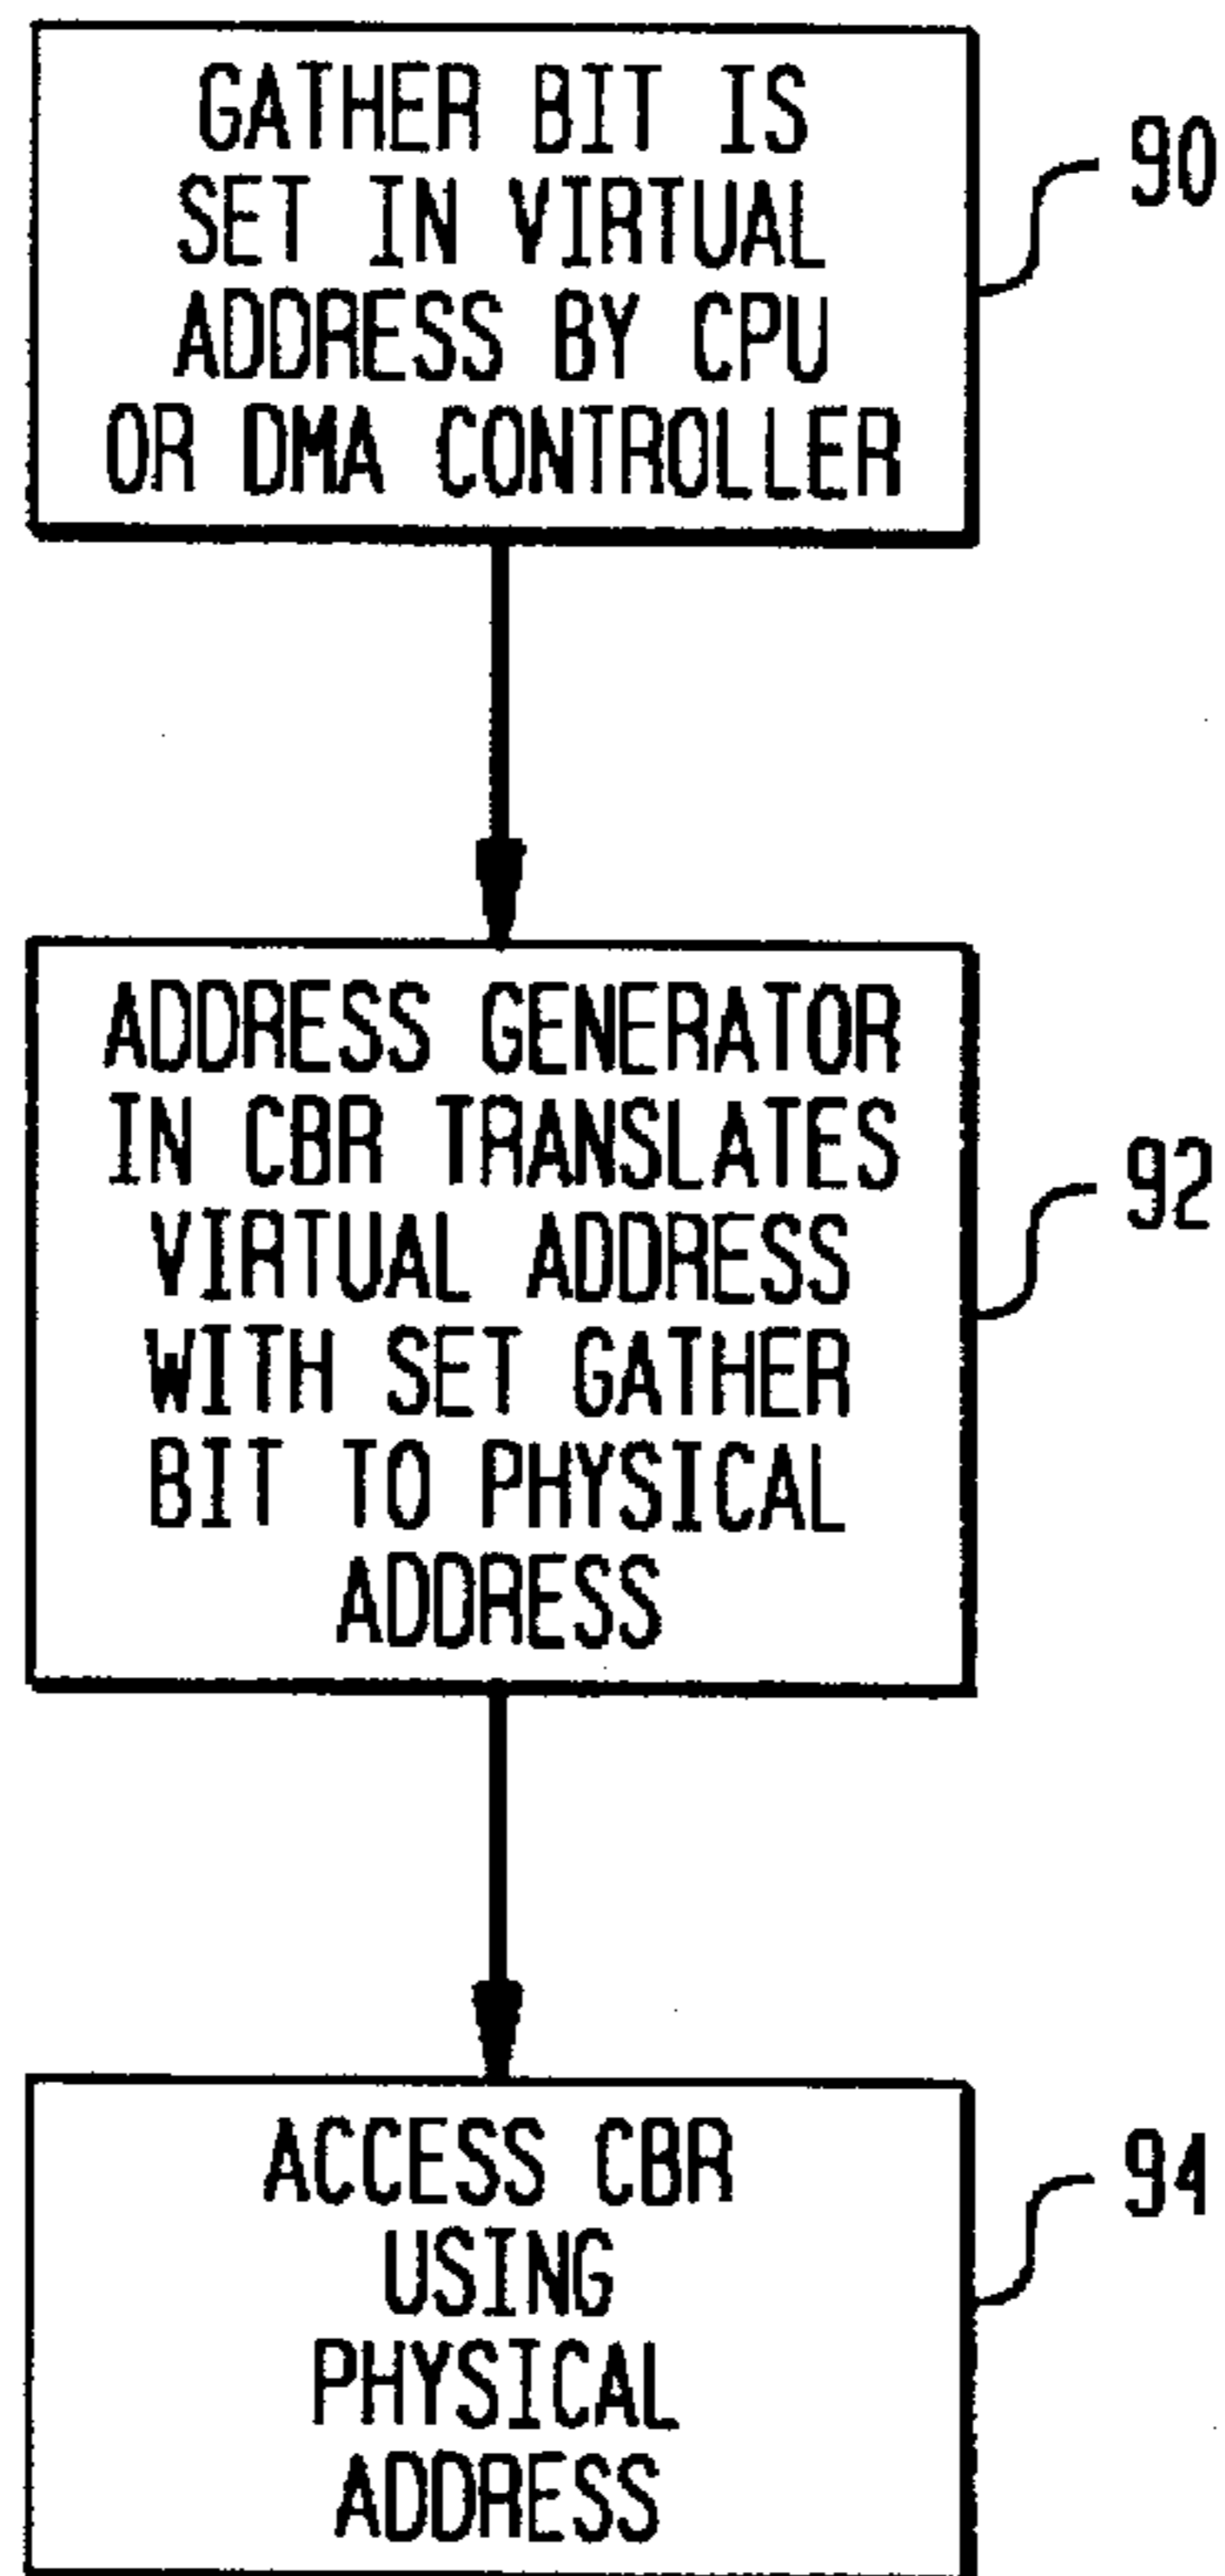 GATHER BIT IS
SET IN VIRTUAL
ADDRESS BY CPU
OR DMA CONTROLLER
90
ADDRESS GENERATOR
IN CBR TRANSLATES
VIRTUAL ADDRESS
WITH SET GATHER
BIT TO PHYSICAL
ADDRESS
92
ACCESS CBR
USING
PHYSICAL
ADDRESS
94